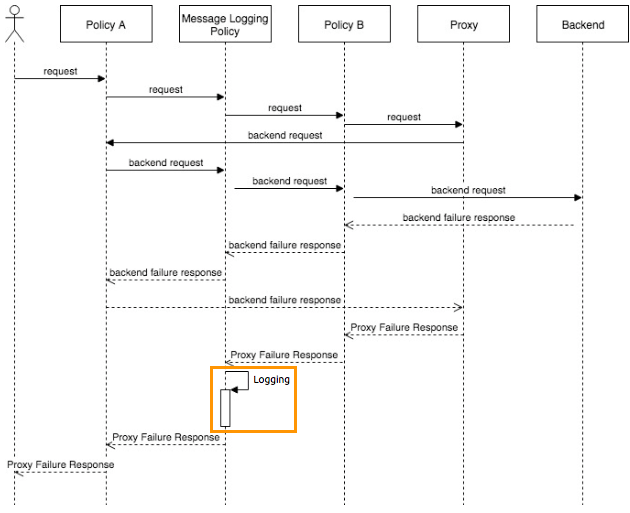 Policy A
Message Logging
Policy
Policy B
Proxy
Backend
request
request
request
request
backend request
backend request
backend request
backend request
backend failure response
backend failure response
backend failure response
backend failure response
Proxy Failure Response
Proxy Failure Response
Logging
Proxy Failure Response
Proxy Failure Response